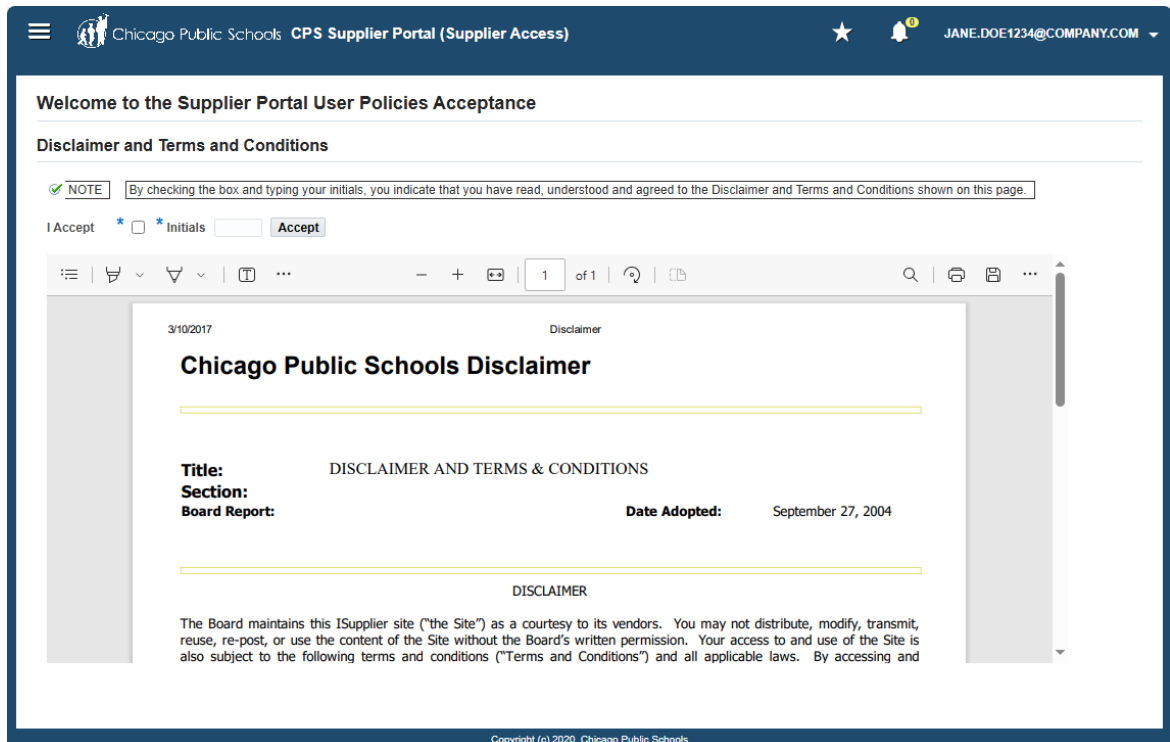 Chicago Public Schools CPS Supplier Portal (Supplier Access)
0
JANE.DOE1234@COMPANY.COM
Welcome to the Supplier Portal User Policies Acceptance
Disclaimer and Terms and Conditions
NOTE By checking the box and typing your initials, you indicate that you have read, understood and agreed to the Disclaimer and Terms and Conditions shown on this page.
I Accept * * Initials Accept
1 of 1
3/10/2017 Disclaimer
Chicago Public Schools Disclaimer
Title: DISCLAIMER AND TERMS & CONDITIONS
Section:
Board Report: Date Adopted: September 27, 2004
DISCLAIMER
The Board maintains this ISupplier site ("the Site") as a courtesy to its vendors. You may not distribute, modify, transmit,
reuse, re-post, or use the content of the Site without the Board's written permission. Your access to and use of the Site is
also subject to the following terms and conditions ("Terms and Conditions") and all applicable laws. By accessing and
Copyright (c) 2020, Chicago Public Schools